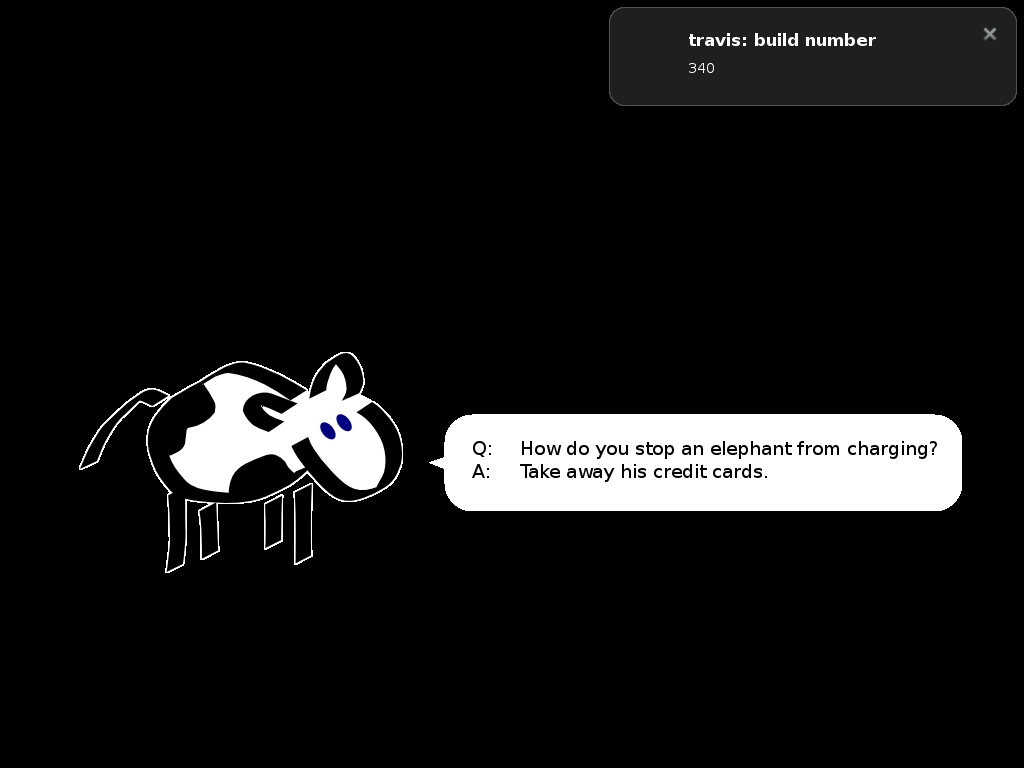 travis: build number
340
Q: How do you stop an elephant from charging?
A: Take away his credit cards.